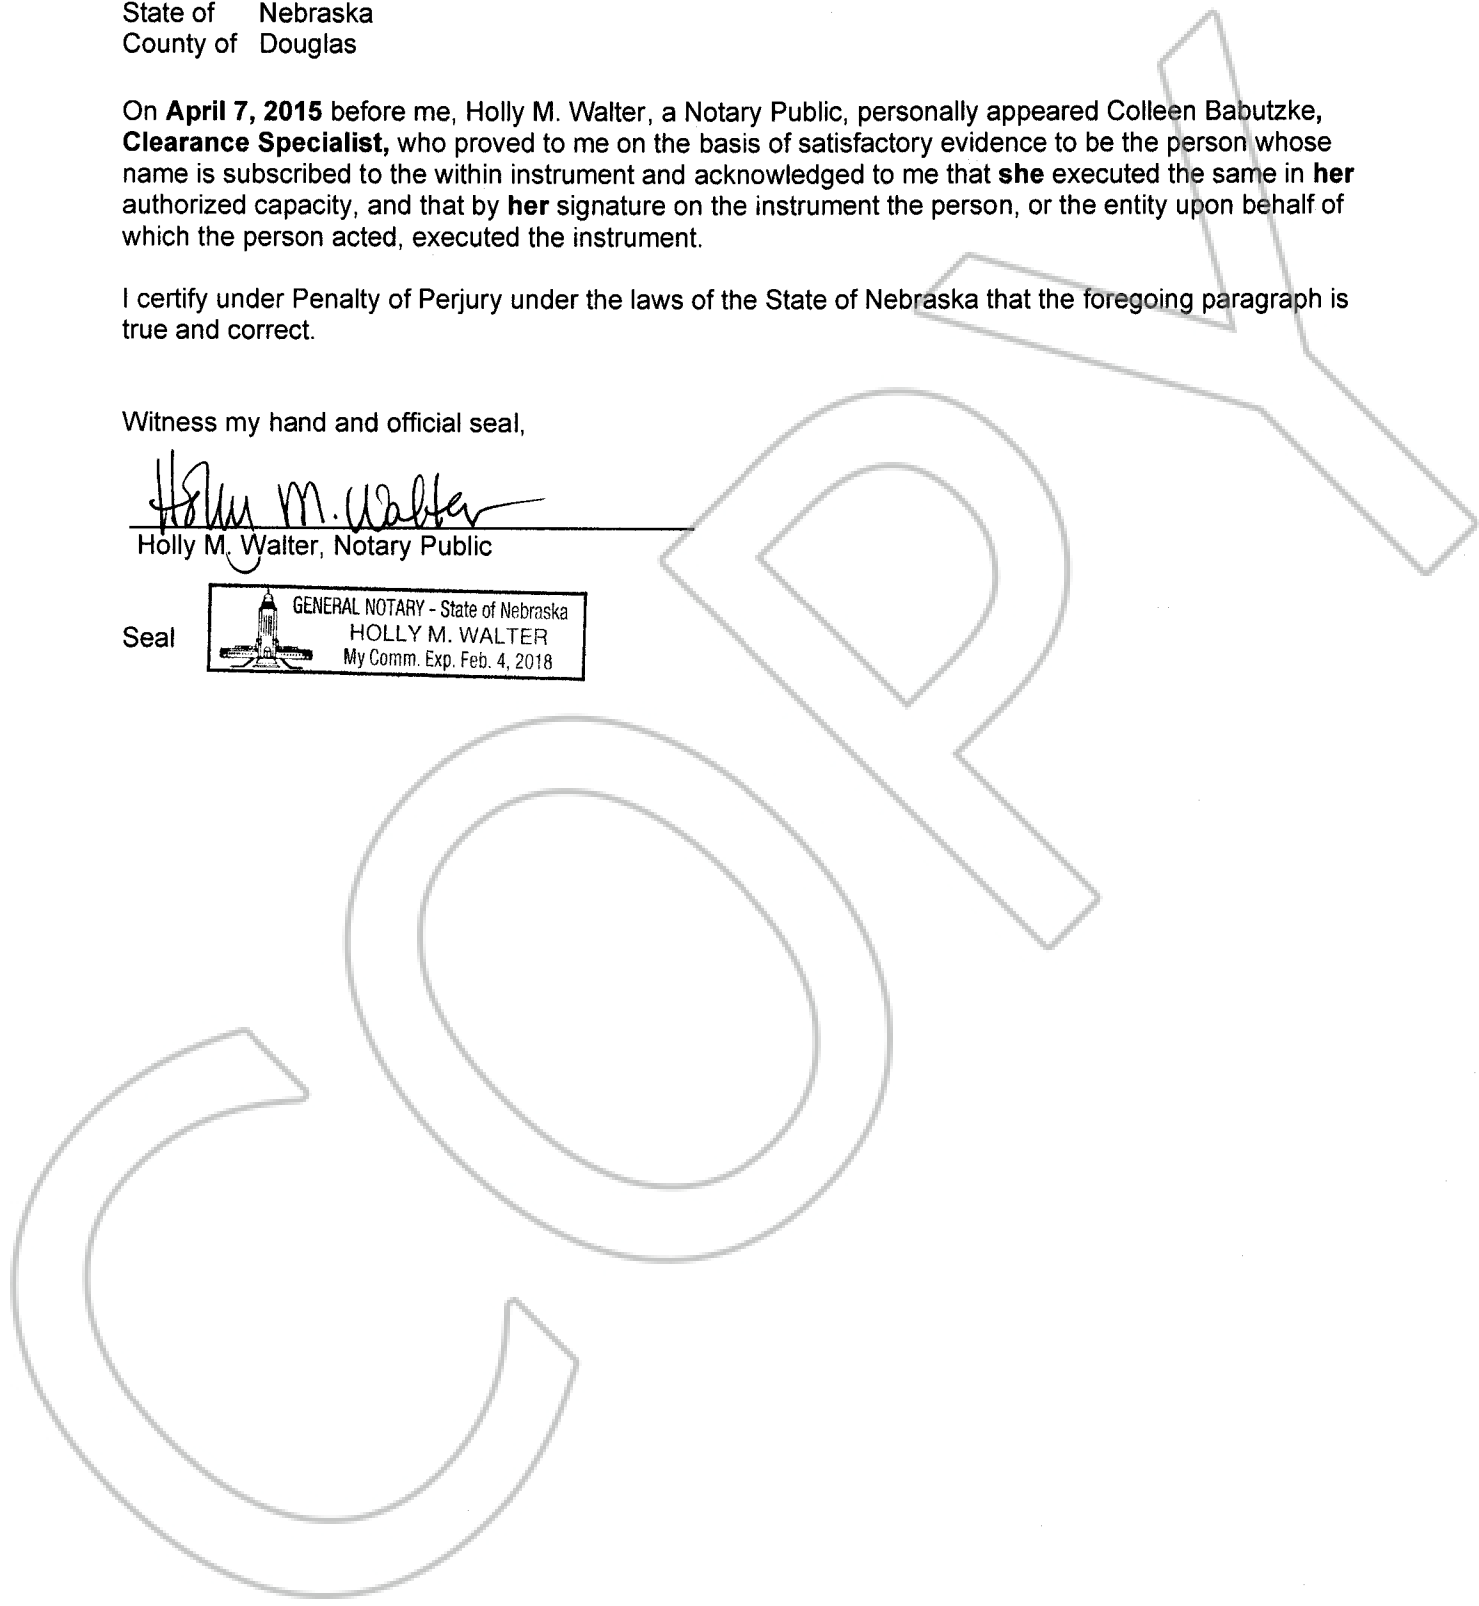 State of Nebraska
County of Douglas
On April 7, 2015 before me, Holly M. Walter, a Notary Public, personally appeared Colleen Babutzke,
Clearance Specialist, who proved to me on the basis of satisfactory evidence to be the person whose
name is subscribed to the within instrument and acknowledged to me that she executed the same in her
authorized capacity, and that by her signature on the instrument the person, or the entity upon behalf of
which the person acted, executed the instrument.
I certify under Penalty of Perjury under the laws of the State of Nebraska that the foregoing paragraph is
true and correct.
Witness my hand and official seal,
Holly M. Walter
Holly M. Walter, Notary Public
Seal
GENERAL NOTARY - State of Nebraska
HOLLY M. WALTER
My Comm. Exp. Feb. 4, 2018
COPY